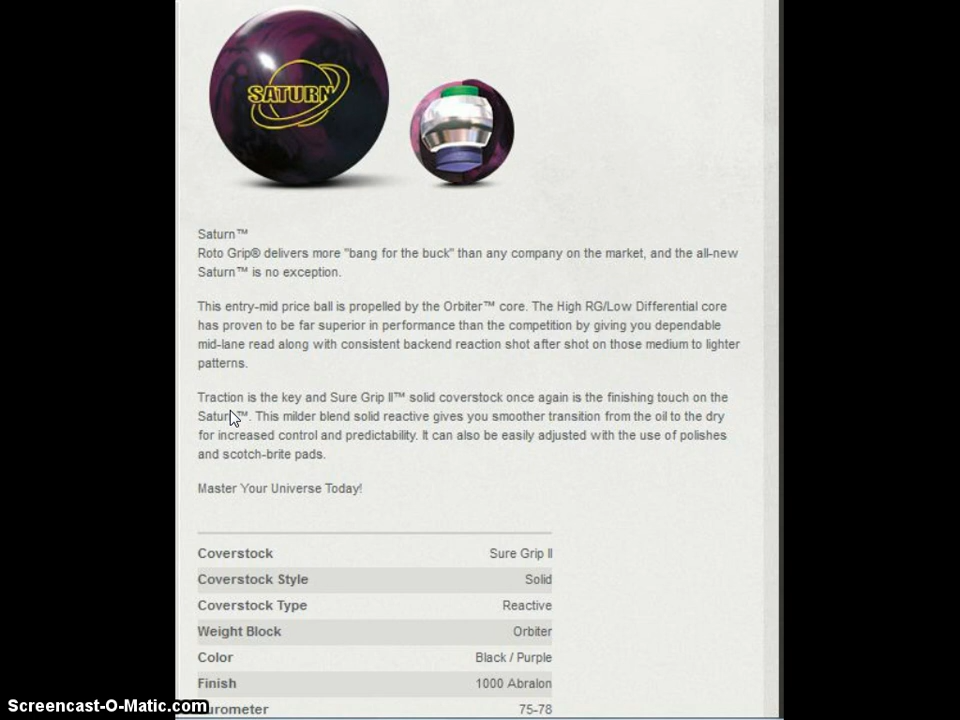 SATURN
Saturn™
Roto Grip® delivers more "bang for the buck" than any company on the market, and the all-new
Saturn™ is no exception.
This entry-mid price ball is propelled by the Orbiter™ core. The High RG/Low Differential core
has proven to be far superior in performance than the competition by giving you dependable
mid-lane read along with consistent backend reaction shot after shot on those medium to lighter
patterns.
Traction is the key and Sure Grip II™ solid coverstock once again is the finishing touch on the
Saturn™. This milder blend solid reactive gives you smoother transition from the oil to the dry
for increased control and predictability. It can also be easily adjusted with the use of polishes
and scotch-brite pads.
Master Your Universe Today!
Coverstock Sure Grip II
Coverstock Style Solid
Coverstock Type Reactive
Weight Block Orbiter
Color Black / Purple
Finish 1000 Abralon
75-78
Screencast-O-Matic.com